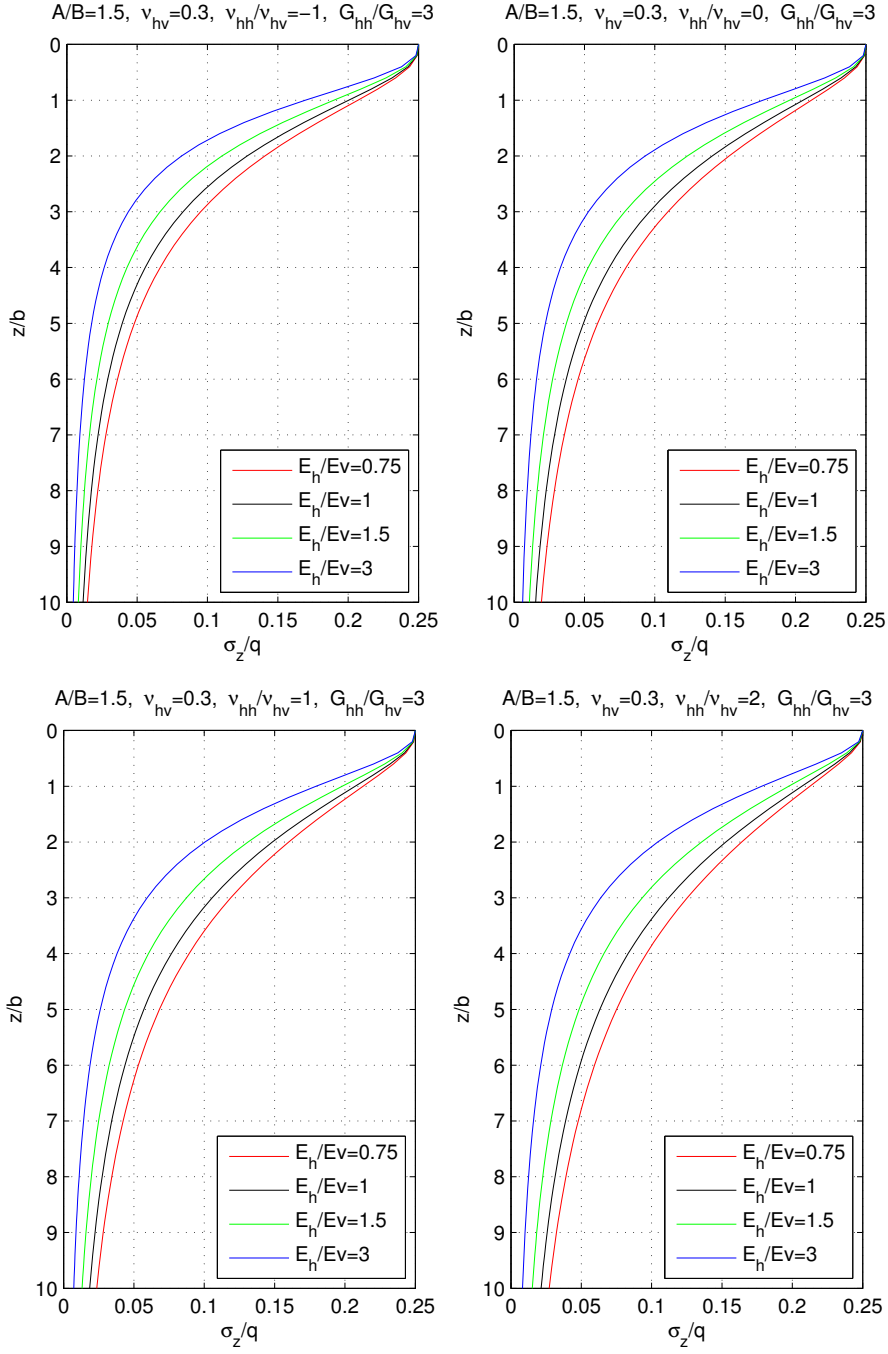 A/B=1.5, ν_hv=0.3, ν_hh/ν_hv=−1, G_hh/G_hv=3
0
1
2
3
4
5
6
7
8
9
10
z/b
0 0.05 0.1 0.15 0.2 0.25
σ_z/q
E_h/Ev=0.75
E_h/Ev=1
E_h/Ev=1.5
E_h/Ev=3
A/B=1.5, ν_hv=0.3, ν_hh/ν_hv=0, G_hh/G_hv=3
0
1
2
3
4
5
6
7
8
9
10
z/b
0 0.05 0.1 0.15 0.2 0.25
σ_z/q
E_h/Ev=0.75
E_h/Ev=1
E_h/Ev=1.5
E_h/Ev=3
A/B=1.5, ν_hv=0.3, ν_hh/ν_hv=1, G_hh/G_hv=3
0
1
2
3
4
5
6
7
8
9
10
z/b
0 0.05 0.1 0.15 0.2 0.25
σ_z/q
E_h/Ev=0.75
E_h/Ev=1
E_h/Ev=1.5
E_h/Ev=3
A/B=1.5, ν_hv=0.3, ν_hh/ν_hv=2, G_hh/G_hv=3
0
1
2
3
4
5
6
7
8
9
10
z/b
0 0.05 0.1 0.15 0.2 0.25
σ_z/q
E_h/Ev=0.75
E_h/Ev=1
E_h/Ev=1.5
E_h/Ev=3